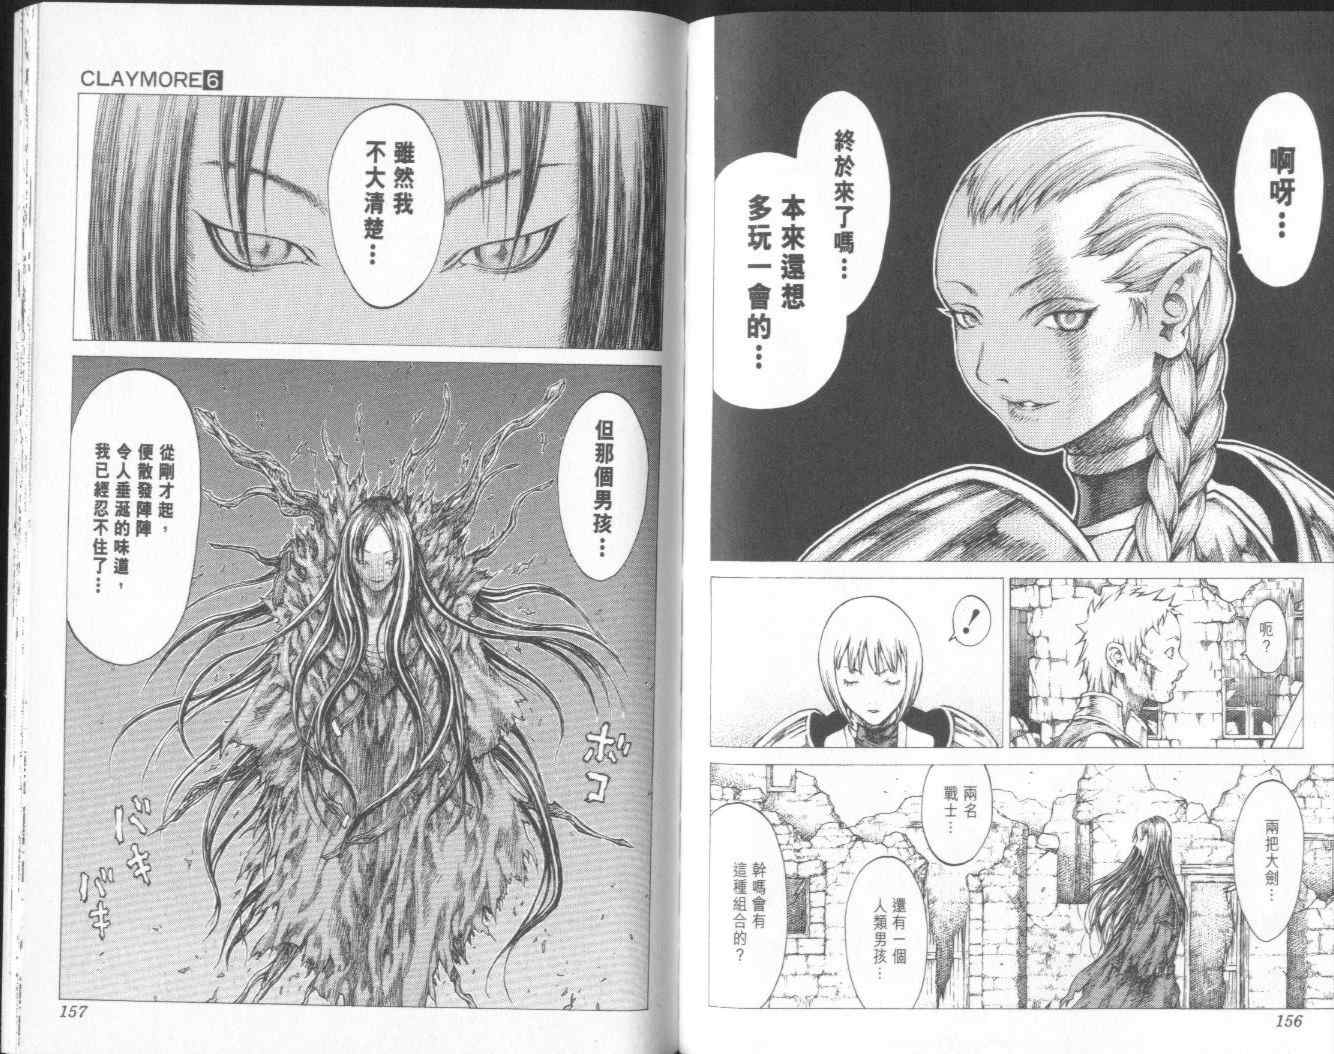 啊呀…
終於來了嗎…
本來還想
多玩一會的…
呃？
！
兩把大劍…
兩名
戰士…
還有一個
人類男孩…
幹嗎會有
這種組合的？
156
CLAYMORE6
雖然我
不大清楚…
但那個男孩…
從剛才起，
便散發陣陣
令人垂涎的味道，
我已經忍不住了…
ボコ
バキ
バキ
157